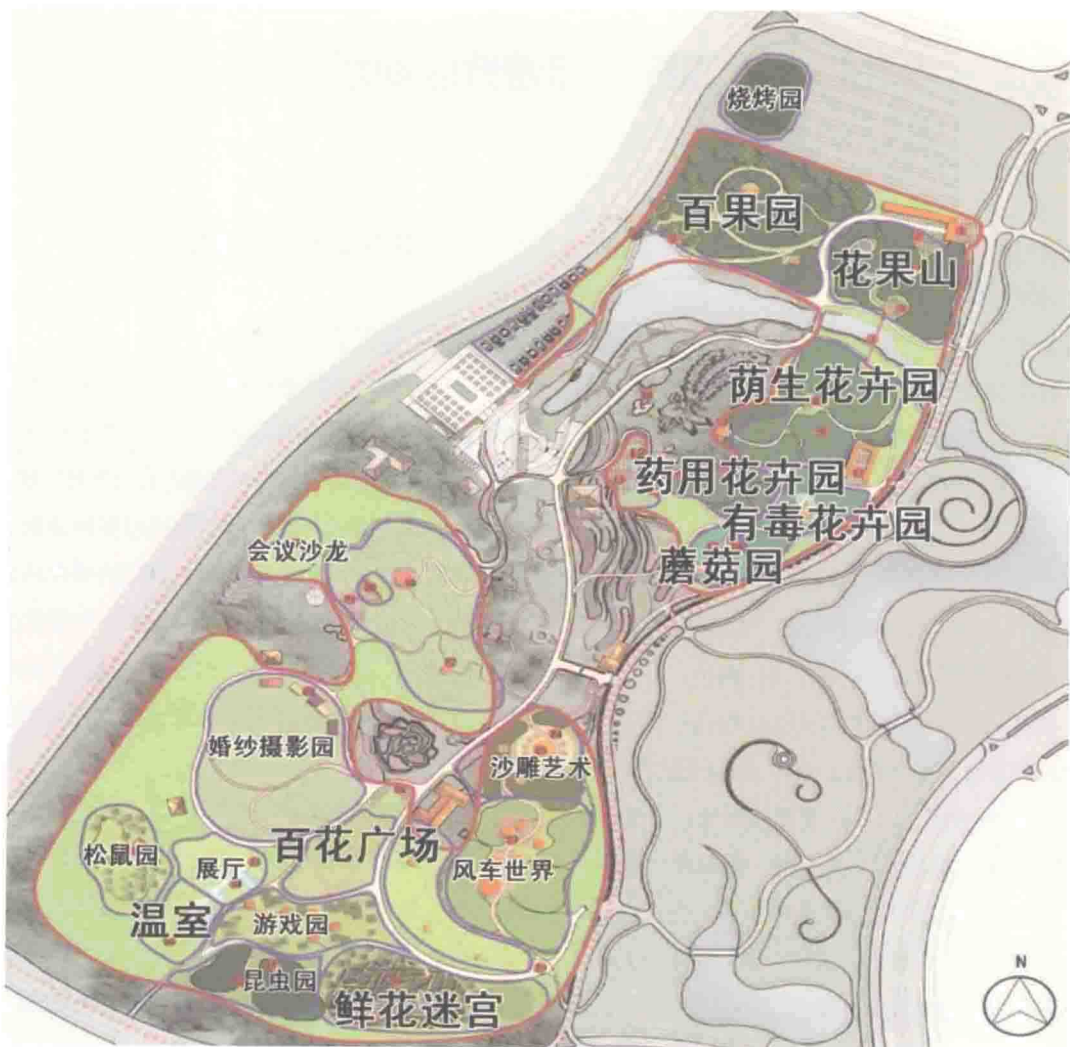 烧烤园
百果园
花果山
荫生花卉园
药用花卉园
有毒花卉园
蘑菇园
会议沙龙
婚纱摄影园
沙雕艺术
百花广场
风车世界
松鼠园
展厅
温室
游戏园
昆虫园
鲜花迷宫
N